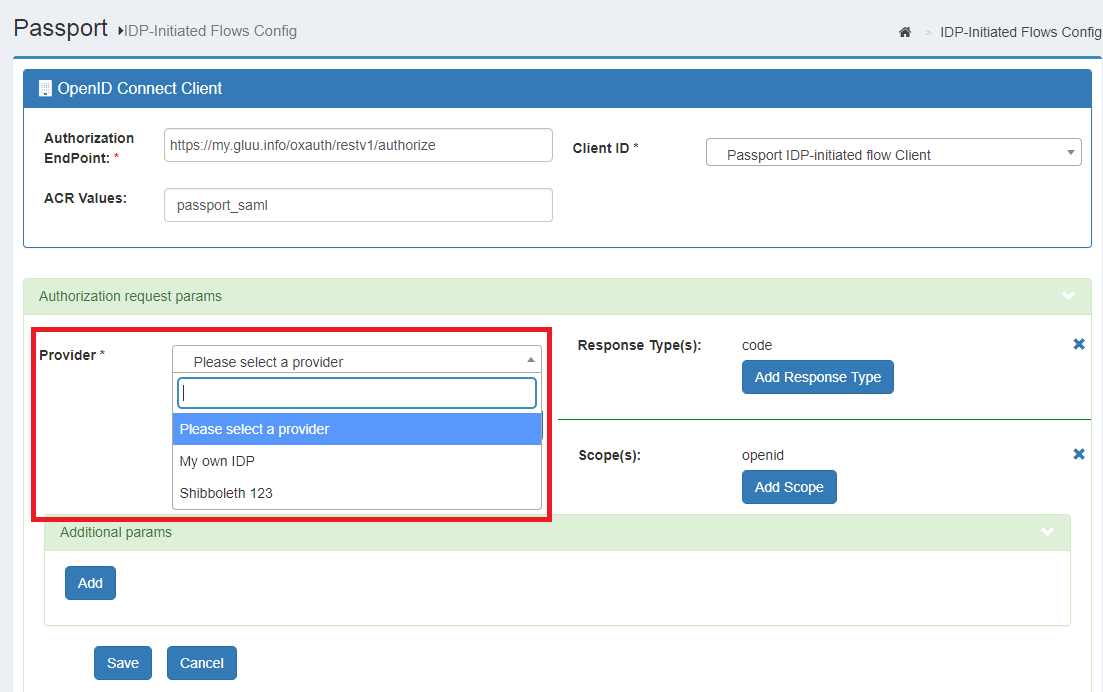 Passport IDP-Initiated Flows Config
> IDP-Initiated Flows Config
OpenID Connect Client
Authorization
EndPoint: *
https://my.gluu.info/oxauth/restv1/authorize
Client ID *
Passport IDP-initiated flow Client
ACR Values:
passport_saml
Authorization request params
Provider *
Please select a provider
Please select a provider
My own IDP
Shibboleth 123
Response Type(s):
code
Add Response Type
Scope(s):
openid
Add Scope
Additional params
Add
Save
Cancel